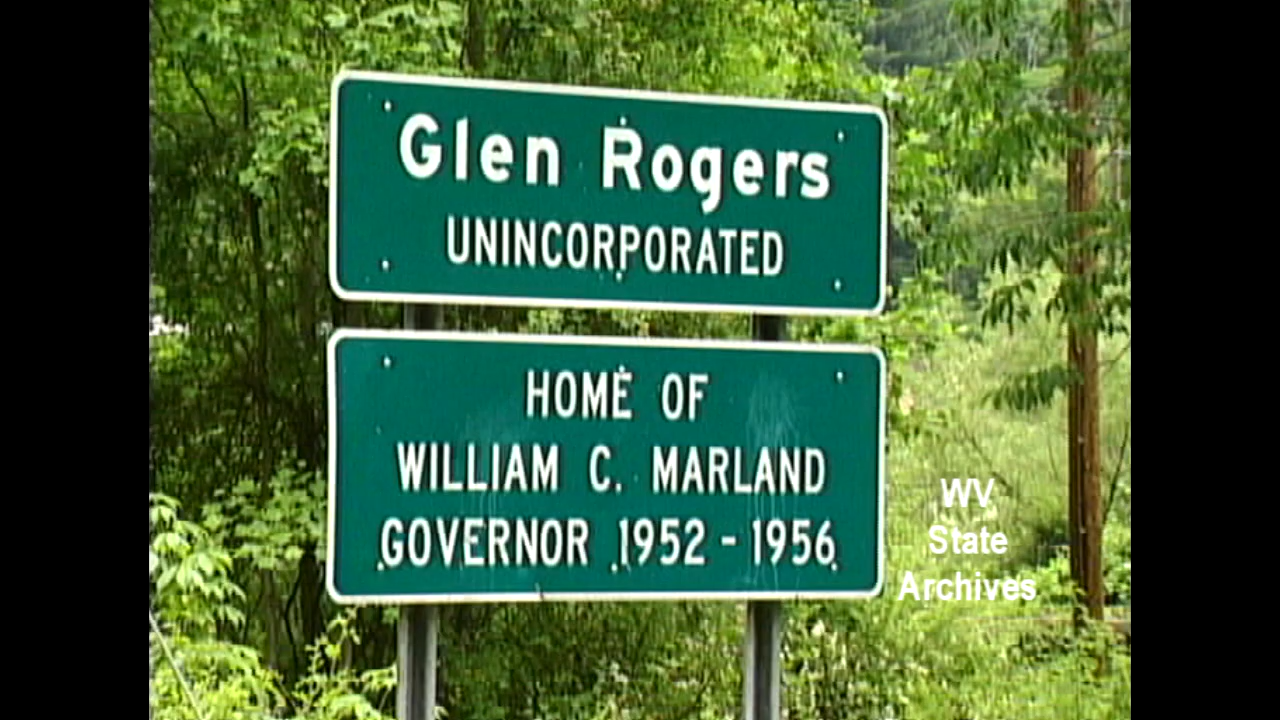 Glen Rogers
UNINCORPORATED
HOME OF
WILLIAM C. MARLAND
GOVERNOR 1952 - 1956
WV
State
Archives